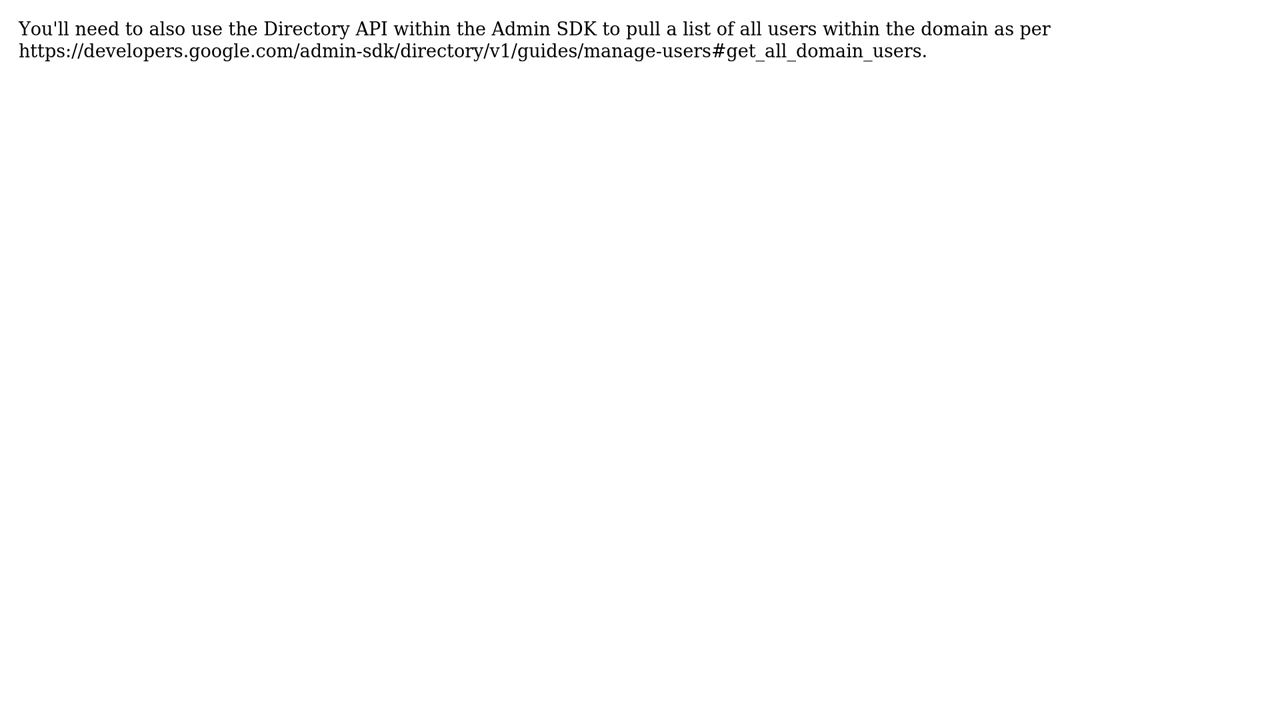 You'll need to also use the Directory API within the Admin SDK to pull a list of all users within the domain as per
https://developers.google.com/admin-sdk/directory/v1/guides/manage-users#get_all_domain_users.